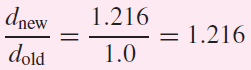 d_new / d_old = 1.216 / 1.0 = 1.216